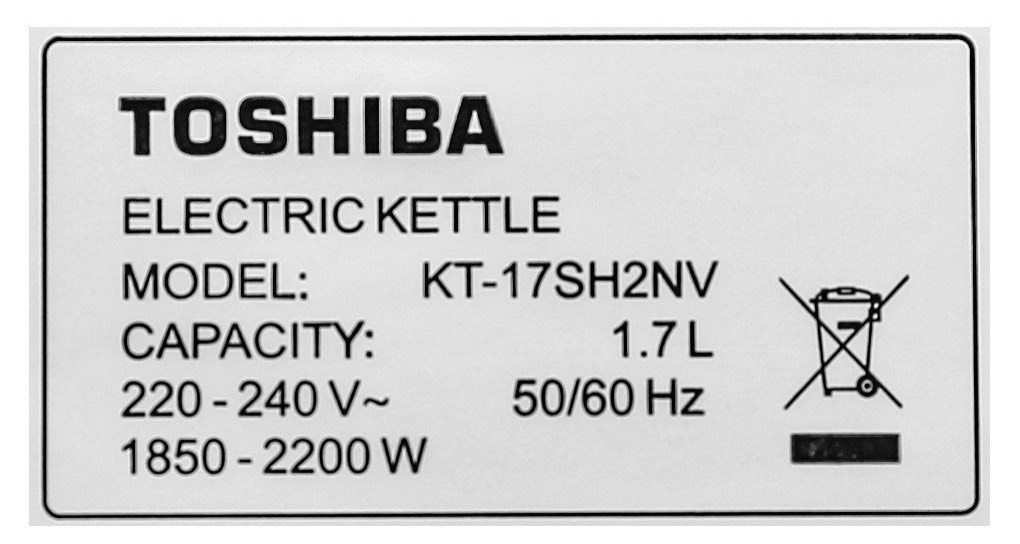 TOSHIBA
ELECTRIC KETTLE
MODEL: KT-17SH2NV
CAPACITY: 1.7 L
220 - 240 V~ 50/60 Hz
1850 - 2200 W